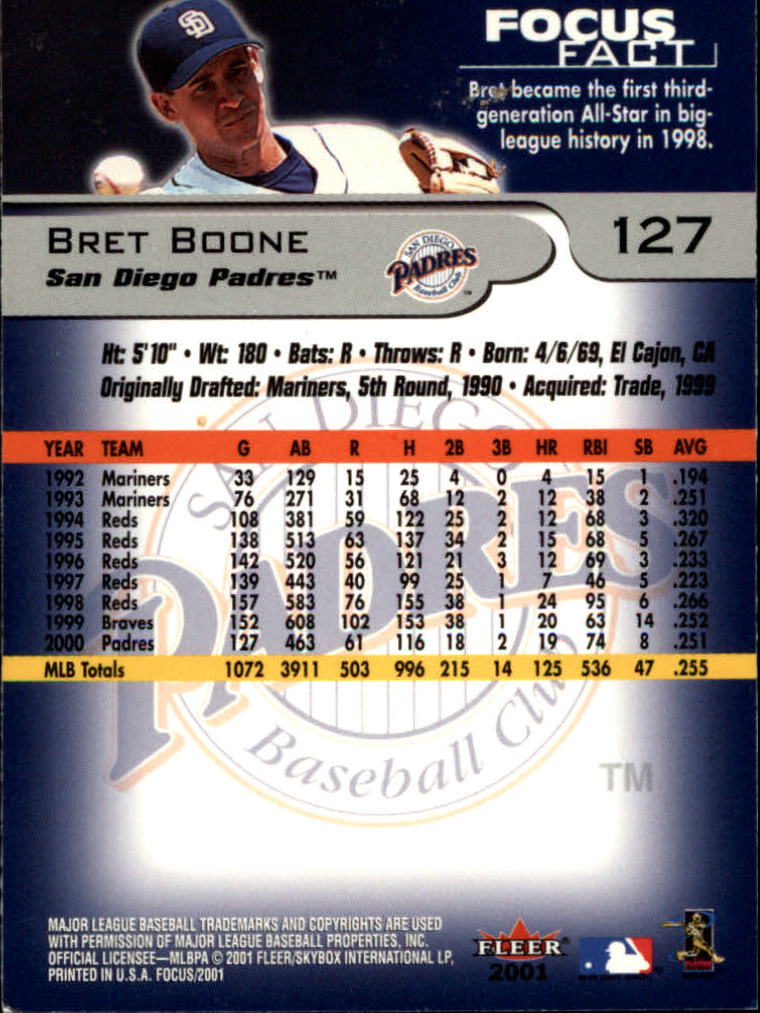 SD
FOCUS
FACT
Bret became the first third-
generation All-Star in big-
league history in 1998.
BRET BOONE
San Diego Padres™
SAN DIEGO
PADRES
Baseball Club
™
127
Ht: 5'10" • Wt: 180 • Bats: R • Throws: R • Born: 4/6/69, El Cajon, CA
Originally Drafted: Mariners, 5th Round, 1990 • Acquired: Trade, 1999
YEAR TEAM G AB R H 2B 3B HR RBI SB AVG
1992 Mariners 33 129 15 25 4 0 4 15 1 .194
1993 Mariners 76 271 31 68 12 2 12 38 2 .251
1994 Reds 108 381 59 122 25 2 12 68 3 .320
1995 Reds 138 513 63 137 34 2 15 68 5 .267
1996 Reds 142 520 56 121 21 3 12 69 3 .233
1997 Reds 139 443 40 99 25 1 7 46 5 .223
1998 Reds 157 583 76 155 38 1 24 95 6 .266
1999 Braves 152 608 102 153 38 1 20 63 14 .252
2000 Padres 127 463 61 116 18 2 19 74 8 .251
MLB Totals 1072 3911 503 996 215 14 125 536 47 .255
SAN DIEGO
PADRES
Baseball Club
TM
MAJOR LEAGUE BASEBALL TRADEMARKS AND COPYRIGHTS ARE USED
WITH PERMISSION OF MAJOR LEAGUE BASEBALL PROPERTIES, INC.
OFFICIAL LICENSEE—MLBPA © 2001 FLEER/SKYBOX INTERNATIONAL LP,
PRINTED IN U.S.A. FOCUS/2001
FLEER
2001